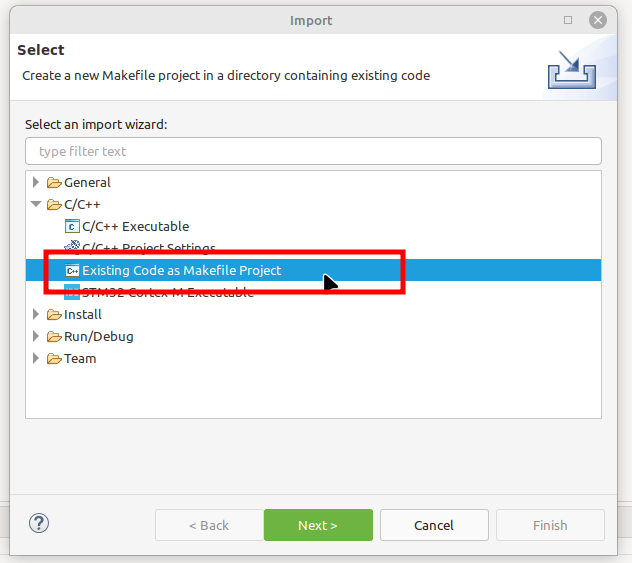 Import
Select
Create a new Makefile project in a directory containing existing code
Select an import wizard:
type filter text
General
C/C++
C/C++ Executable
C/C++ Project Settings
Existing Code as Makefile Project
STM32 Cortex-M Executable
Install
Run/Debug
Team
< Back
Next >
Cancel
Finish